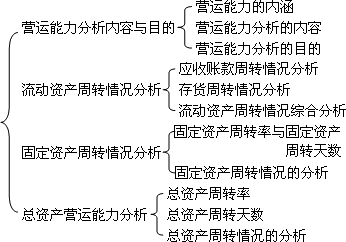 营运能力分析内容与目的
营运能力的内涵
营运能力分析的内容
营运能力分析的目的
流动资产周转情况分析
应收账款周转情况分析
存货周转情况分析
流动资产周转情况综合分析
固定资产周转情况分析
固定资产周转率与固定资产
周转天数
固定资产周转情况的分析
总资产营运能力分析
总资产周转率
总资产周转天数
总资产周转情况的分析